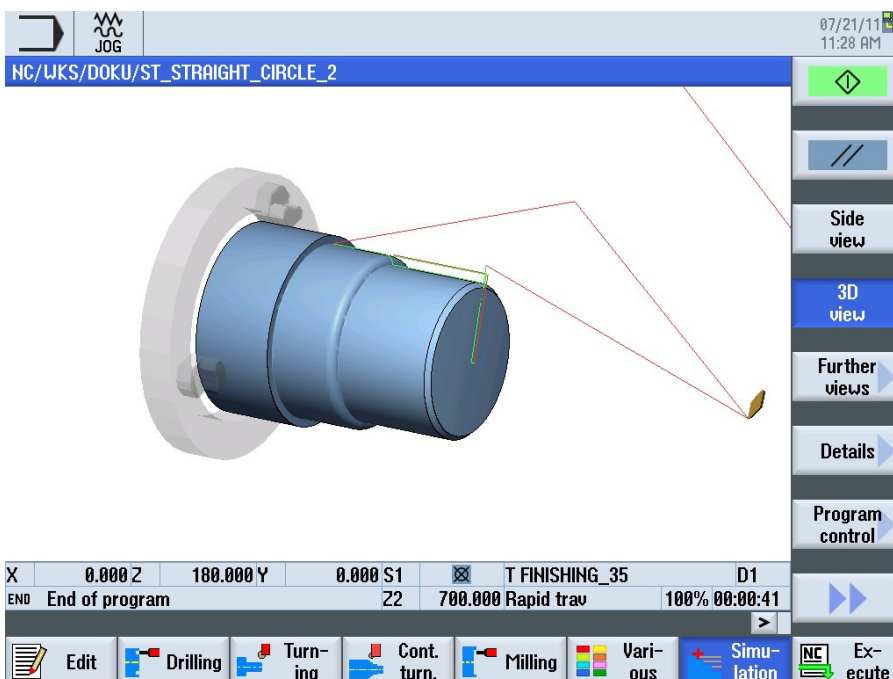 JOG
07/21/11
11:28 AM
NC/WKS/DOKU/ST_STRAIGHT_CIRCLE_2
Side
view
3D
view
Further
views
Details
Program
control
X 0.000 Z 180.000 Y 0.000 S1 T FINISHING_35 D1
END End of program Z2 700.000 Rapid trav 100% 00:00:41
>
Edit
Drilling
Turn-
ing
Cont.
turn.
Milling
Vari-
ous
Simu-
lation
NC
Ex-
ecute